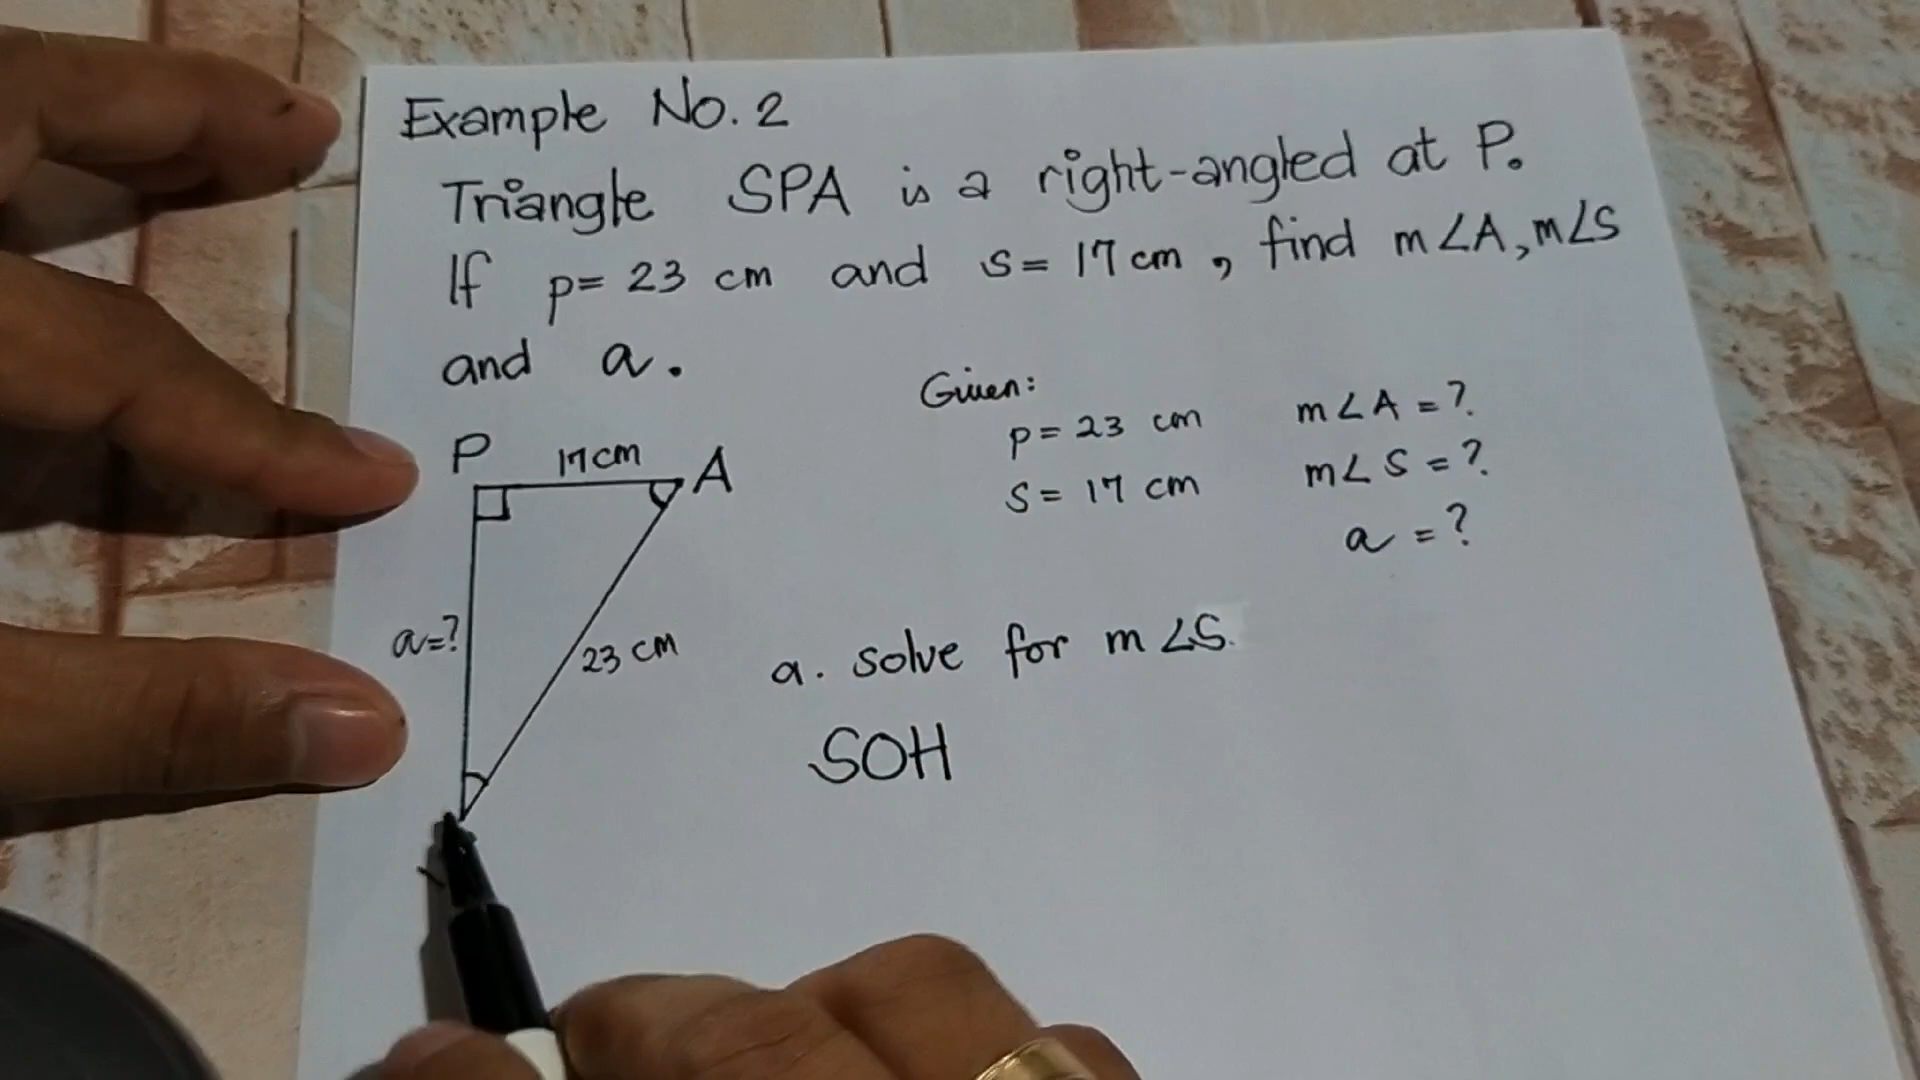 Example No. 2
Triangle SPA is a right-angled at P.
If p= 23 cm and s= 17 cm, find m∠A, m∠S
and a.
Given:
p= 23 cm
s= 17 cm
m∠A = ?
m∠S = ?
a = ?
P
17cm
A
a=?
23 cm
a. solve for m∠S.
SOH